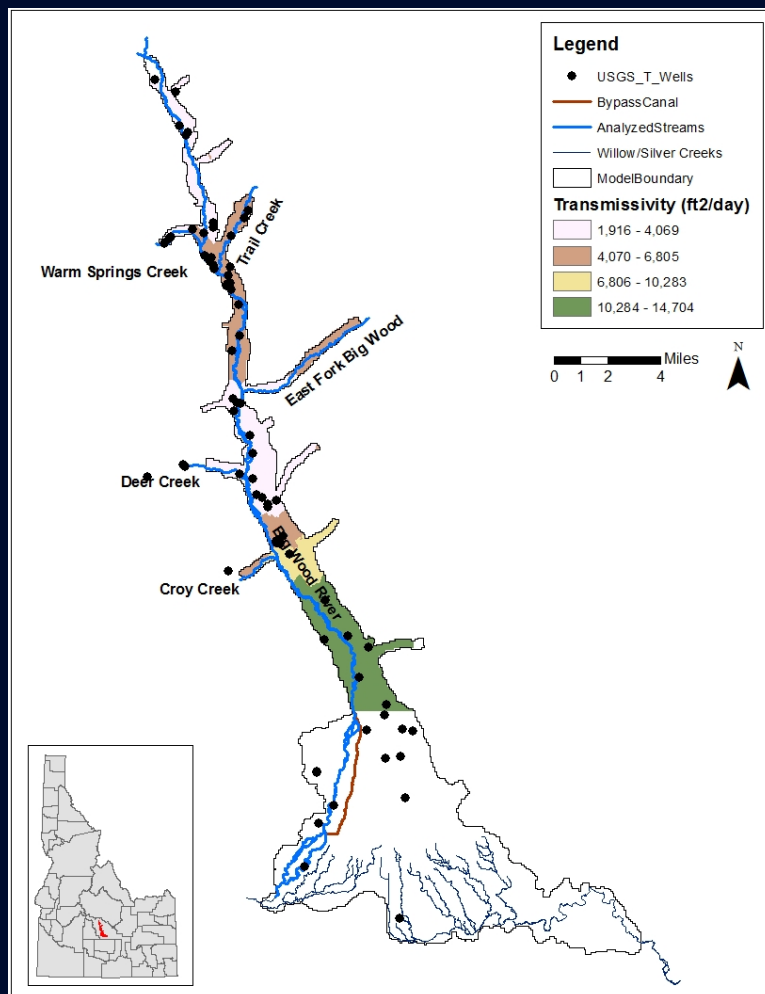 Legend
USGS_T_Wells
BypassCanal
AnalyzedStreams
Willow/Silver Creeks
ModelBoundary
Transmissivity (ft2/day)
1,916 - 4,069
4,070 - 6,805
6,806 - 10,283
10,284 - 14,704
Miles
0 1 2 4
N
Trail Creek
Warm Springs Creek
East Fork Big Wood
Deer Creek
Big Wood River
Croy Creek